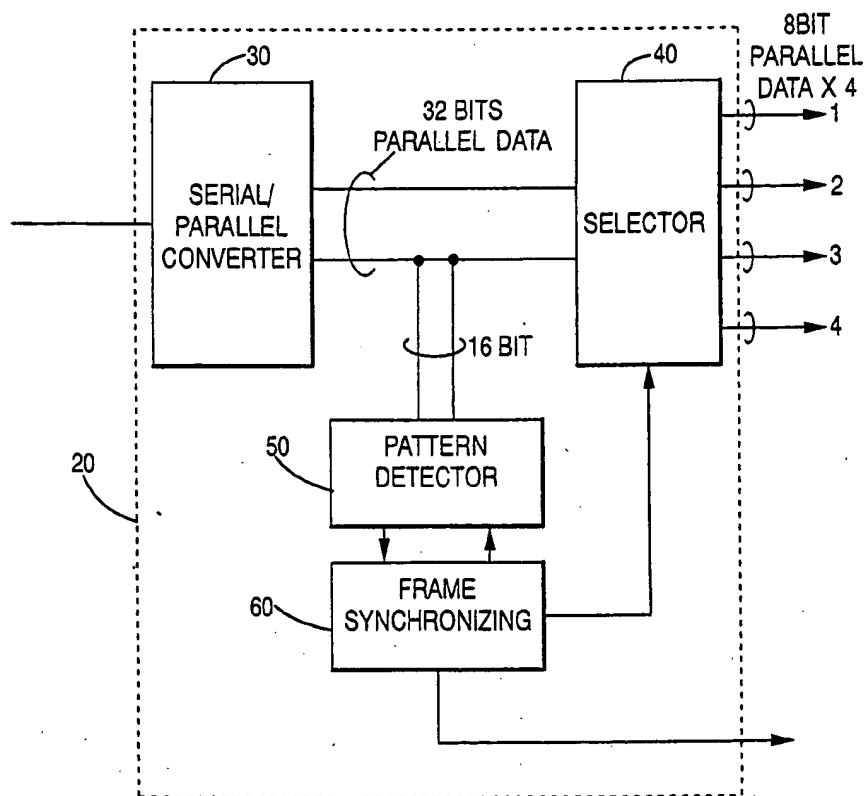 30
40
8BIT
PARALLEL
DATA X 4
1
2
3
4
32 BITS
PARALLEL DATA
SERIAL/
PARALLEL
CONVERTER
SELECTOR
16 BIT
50
PATTERN
DETECTOR
20
60
FRAME
SYNCHRONIZING